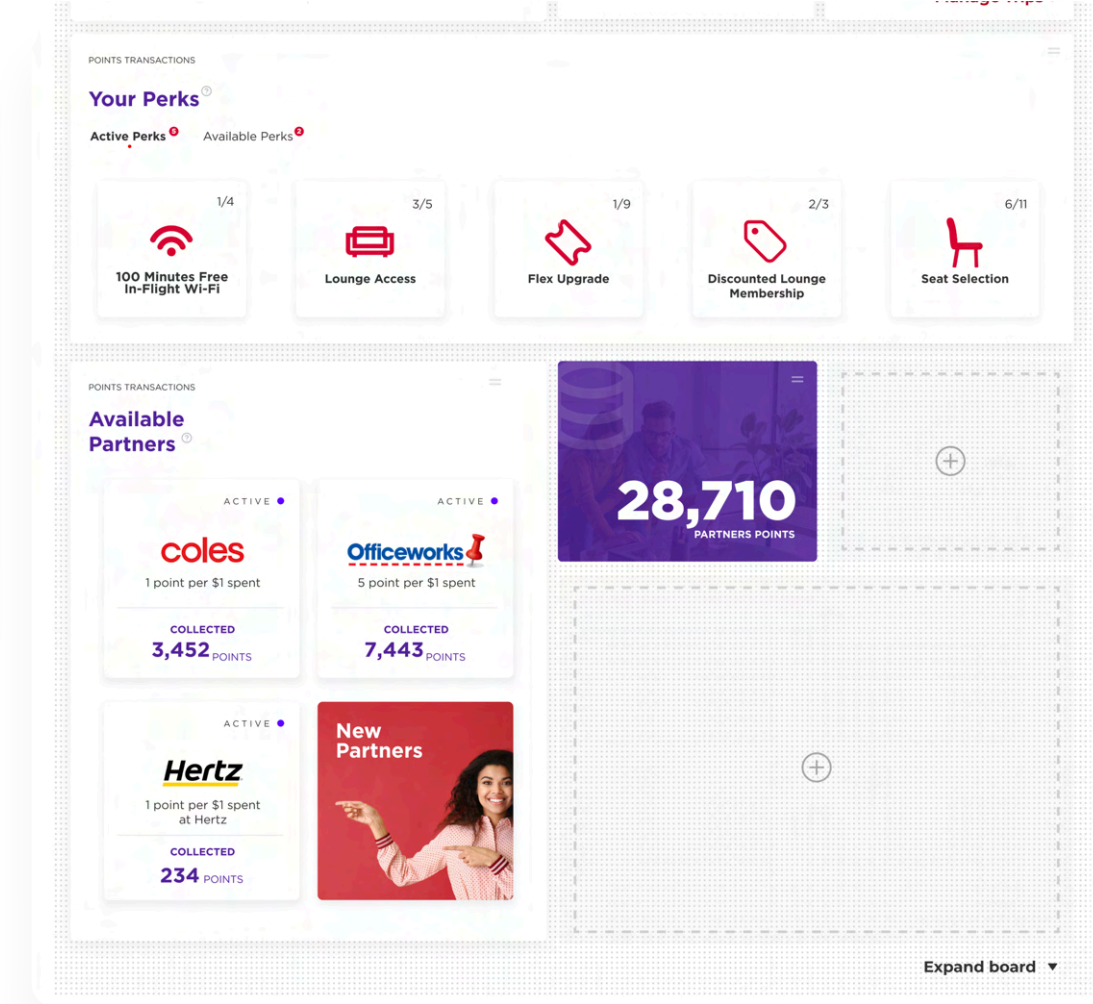 POINTS TRANSACTIONS
Your Perks ?
Active Perks 5
Available Perks 2
1/4
100 Minutes Free
In-Flight Wi-Fi
3/5
Lounge Access
1/9
Flex Upgrade
2/3
Discounted Lounge
Membership
6/11
Seat Selection
POINTS TRANSACTIONS
Available
Partners ?
ACTIVE
coles
1 point per $1 spent
COLLECTED
3,452 POINTS
ACTIVE
Officeworks
5 point per $1 spent
COLLECTED
7,443 POINTS
ACTIVE
Hertz
1 point per $1 spent
at Hertz
COLLECTED
234 POINTS
New
Partners
28,710
PARTNERS POINTS
Expand board